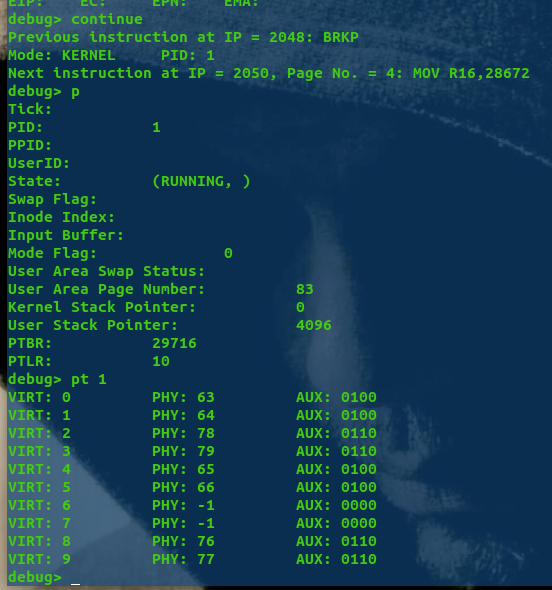 EIP:    EC:    EPN:    EMA:
debug> continue
Previous instruction at IP = 2048: BRKP
Mode: KERNEL     PID: 1
Next instruction at IP = 2050, Page No. = 4: MOV R16,28672
debug> p
Tick:
PID:            1
PPID:
UserID:
State:          (RUNNING, )
Swap Flag:
Inode Index:
Input Buffer:
Mode Flag:              0
User Area Swap Status:
User Area Page Number:          83
Kernel Stack Pointer:           0
User Stack Pointer:             4096
PTBR:           29716
PTLR:           10
debug> pt 1
VIRT: 0         PHY: 63         AUX: 0100
VIRT: 1         PHY: 64         AUX: 0100
VIRT: 2         PHY: 78         AUX: 0110
VIRT: 3         PHY: 79         AUX: 0110
VIRT: 4         PHY: 65         AUX: 0100
VIRT: 5         PHY: 66         AUX: 0100
VIRT: 6         PHY: -1         AUX: 0000
VIRT: 7         PHY: -1         AUX: 0000
VIRT: 8         PHY: 76         AUX: 0110
VIRT: 9         PHY: 77         AUX: 0110
debug> _